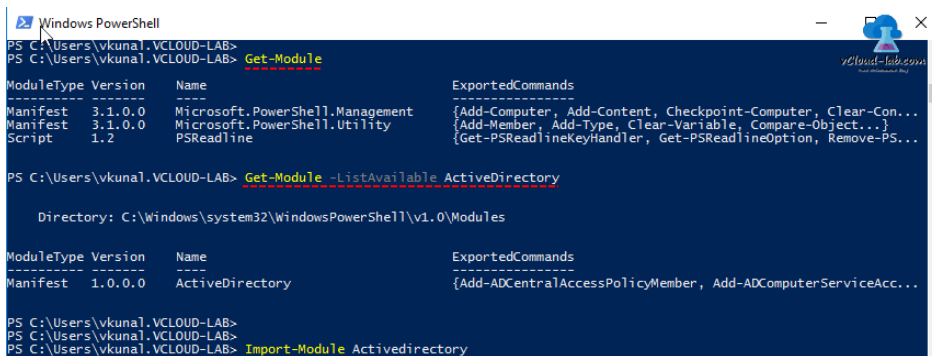 Windows PowerShell
PS C:\Users\vkunal.VCLOUD-LAB>
PS C:\Users\vkunal.VCLOUD-LAB> Get-Module
vCloud-lab.com
ModuleType Version Name ExportedCommands
---------- ------- ---- ----------------
Manifest 3.1.0.0 Microsoft.PowerShell.Management {Add-Computer, Add-Content, Checkpoint-Computer, Clear-Con...
Manifest 3.1.0.0 Microsoft.PowerShell.Utility {Add-Member, Add-Type, Clear-Variable, Compare-Object...}
Script 1.2 PSReadline {Get-PSReadlineKeyHandler, Get-PSReadlineOption, Remove-PS...
PS C:\Users\vkunal.VCLOUD-LAB> Get-Module -ListAvailable ActiveDirectory
Directory: C:\Windows\system32\WindowsPowerShell\v1.0\Modules
ModuleType Version Name ExportedCommands
---------- ------- ---- ----------------
Manifest 1.0.0.0 ActiveDirectory {Add-ADCentralAccessPolicyMember, Add-ADComputerServiceAcc...
PS C:\Users\vkunal.VCLOUD-LAB>
PS C:\Users\vkunal.VCLOUD-LAB>
PS C:\Users\vkunal.VCLOUD-LAB> Import-Module Activedirectory